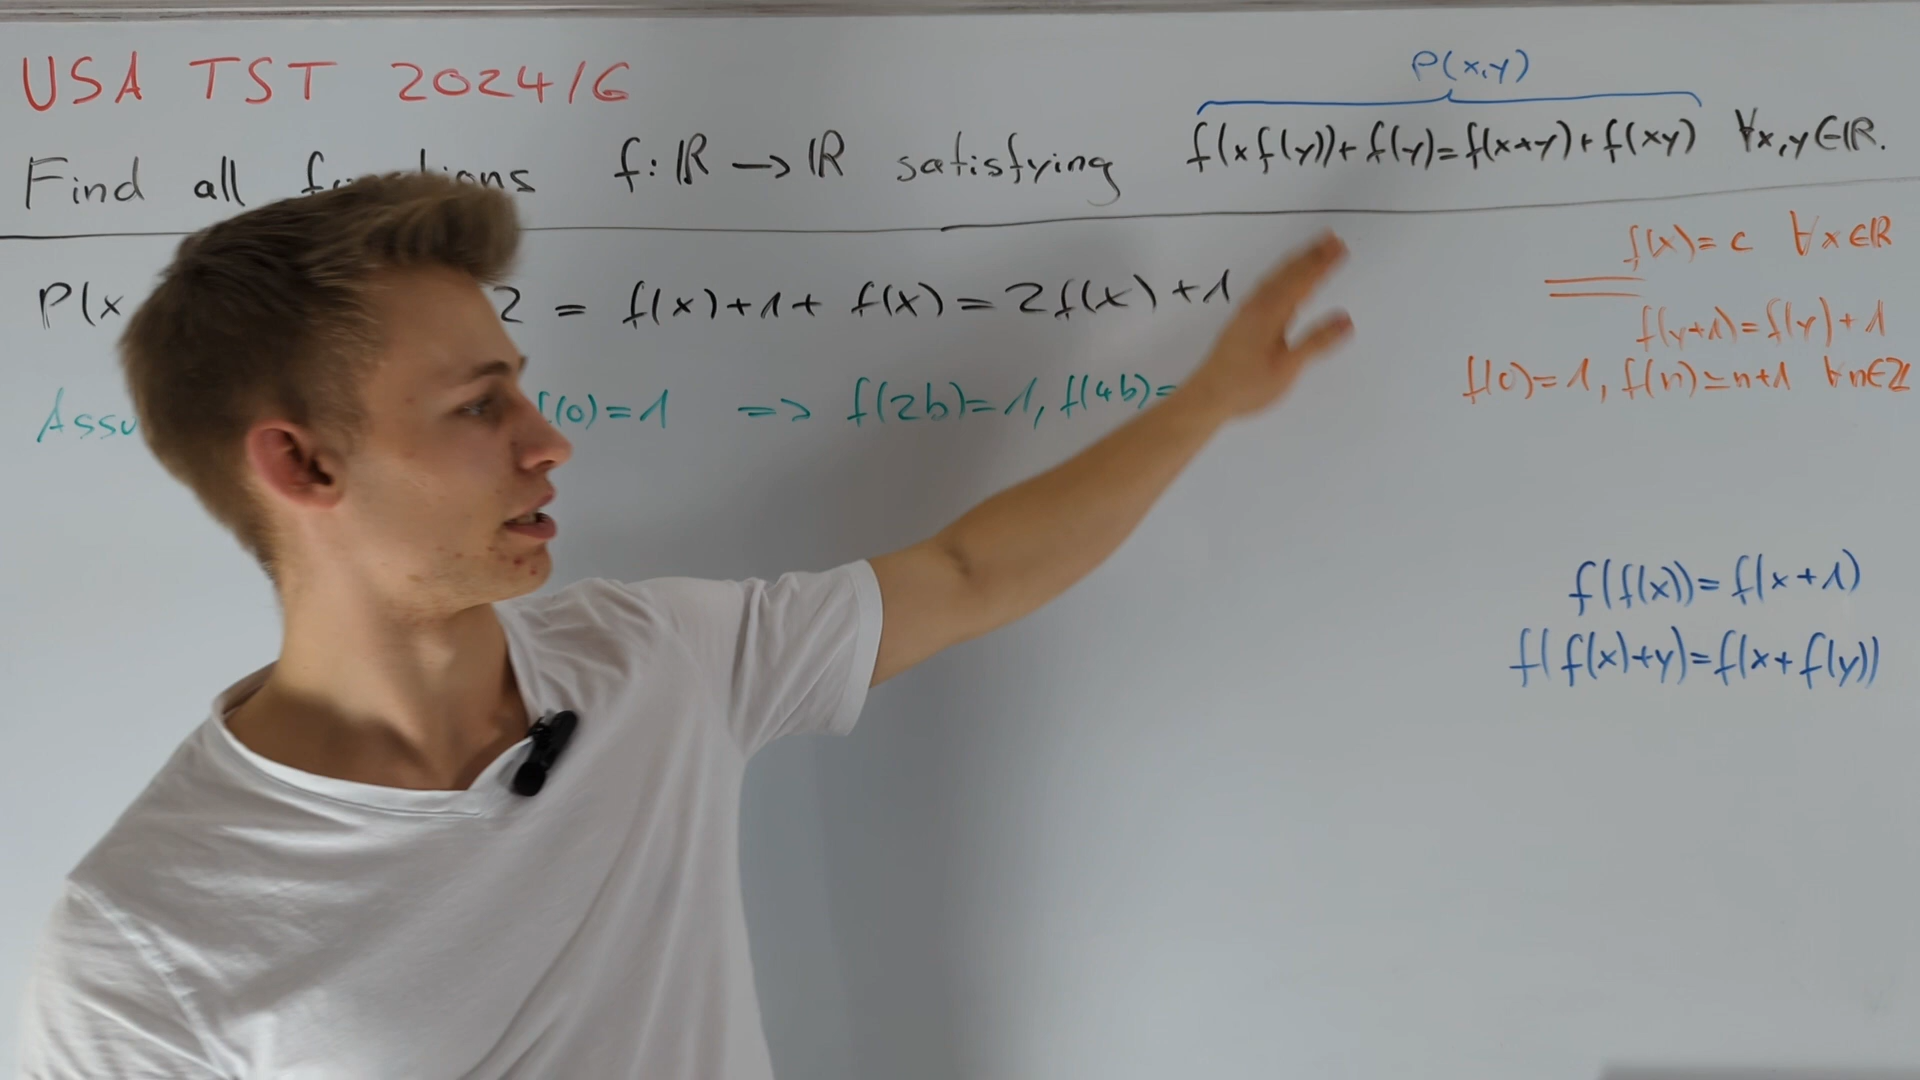 USA TST 2024/6
P(x,y)
Find all functions f: ℝ → ℝ satisfying f(xf(y))+f(y)=f(x+y)+f(xy) ∀x,y∈ℝ.
f(x)=c ∀x∈ℝ
P(x 2 = f(x)+1+f(x)=2f(x)+1
f(y+1)=f(y)+1
f(0)=1, f(n)=n+1 ∀n∈ℤ
f(0)=1 => f(2b)=1, f(4b)=
f(f(x))=f(x+1)
f(f(x)+y)=f(x+f(y))